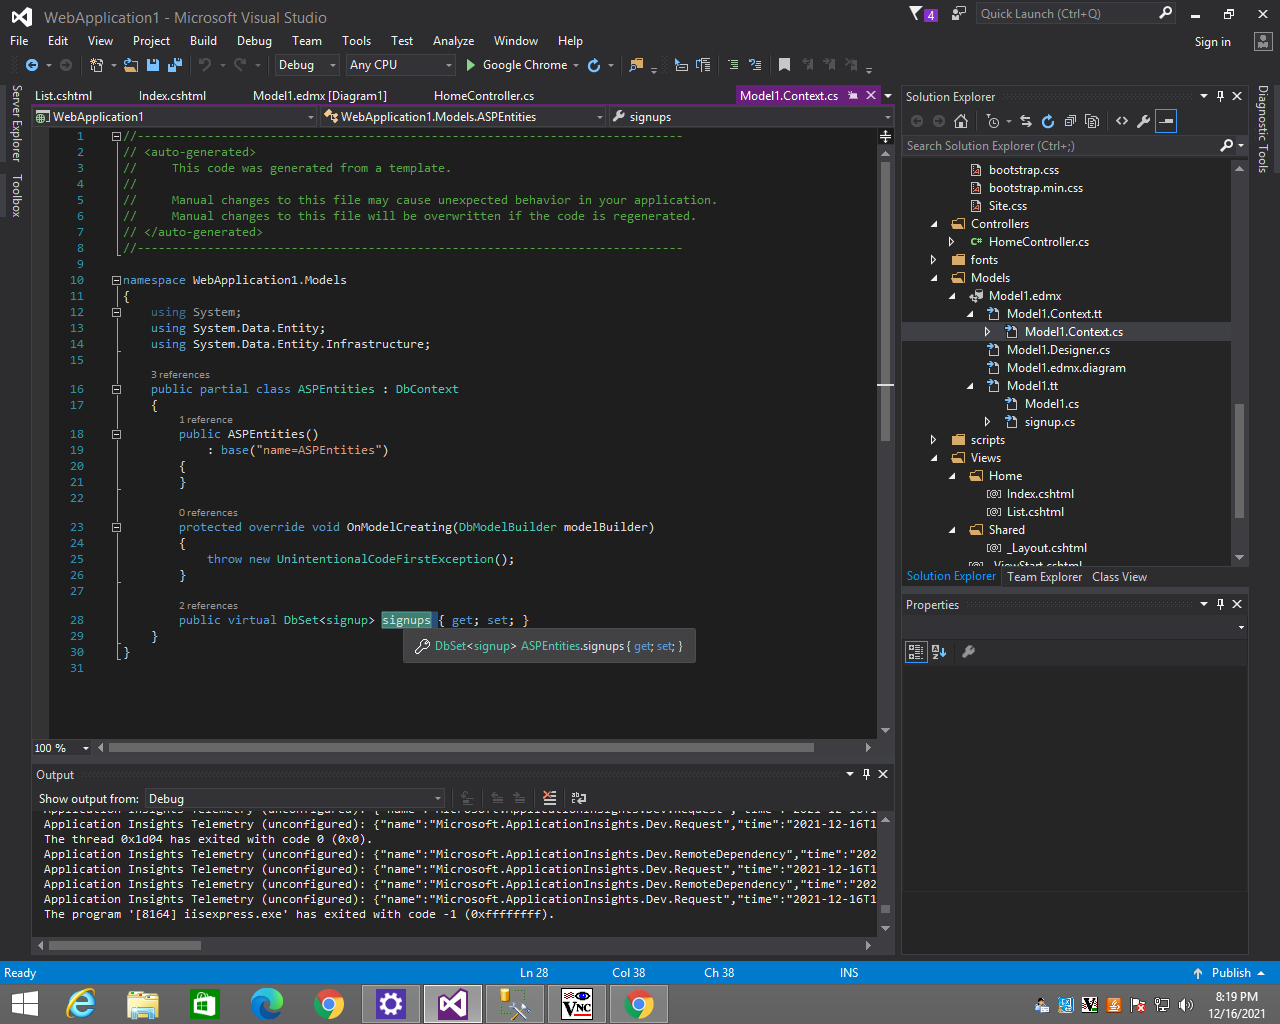 WebApplication1 - Microsoft Visual Studio
4
Quick Launch (Ctrl+Q)
File Edit View Project Build Debug Team Tools Test Analyze Window Help
Sign in
Debug Any CPU Google Chrome
Server Explorer
Toolbox
List.cshtml Index.cshtml Model1.edmx [Diagram1] HomeController.cs Model1.Context.cs
WebApplication1 WebApplication1.Models.ASPEntities signups
1 //------------------------------------------------------------------------------
2 // <auto-generated>
3 //     This code was generated from a template.
4 //
5 //     Manual changes to this file may cause unexpected behavior in your application.
6 //     Manual changes to this file will be overwritten if the code is regenerated.
7 // </auto-generated>
8 //------------------------------------------------------------------------------
9
10 namespace WebApplication1.Models
11 {
12     using System;
13     using System.Data.Entity;
14     using System.Data.Entity.Infrastructure;
15
3 references
16     public partial class ASPEntities : DbContext
17     {
1 reference
18         public ASPEntities()
19             : base("name=ASPEntities")
20         {
21         }
22
0 references
23         protected override void OnModelCreating(DbModelBuilder modelBuilder)
24         {
25             throw new UnintentionalCodeFirstException();
26         }
27
2 references
28         public virtual DbSet<signup> signups { get; set; }
29     }
DbSet<signup> ASPEntities.signups { get; set; }
30 }
31
100 %
Output
Show output from: Debug
Application Insights Telemetry (unconfigured): {"name":"Microsoft.ApplicationInsights.Dev.Request","time":"2021-12-16T1
Application Insights Telemetry (unconfigured): {"name":"Microsoft.ApplicationInsights.Dev.Request","time":"2021-12-16T1
The thread 0x1d04 has exited with code 0 (0x0).
Application Insights Telemetry (unconfigured): {"name":"Microsoft.ApplicationInsights.Dev.RemoteDependency","time":"202
Application Insights Telemetry (unconfigured): {"name":"Microsoft.ApplicationInsights.Dev.Request","time":"2021-12-16T1
Application Insights Telemetry (unconfigured): {"name":"Microsoft.ApplicationInsights.Dev.RemoteDependency","time":"202
Application Insights Telemetry (unconfigured): {"name":"Microsoft.ApplicationInsights.Dev.Request","time":"2021-12-16T1
The program '[8164] iisexpress.exe' has exited with code -1 (0xffffffff).
Solution Explorer
Search Solution Explorer (Ctrl+;)
bootstrap.css
bootstrap.min.css
Site.css
Controllers
C# HomeController.cs
fonts
Models
Model1.edmx
Model1.Context.tt
Model1.Context.cs
Model1.Designer.cs
Model1.edmx.diagram
Model1.tt
Model1.cs
signup.cs
scripts
Views
Home
Index.cshtml
List.cshtml
Shared
_Layout.cshtml
_ViewStart.cshtml
Solution Explorer Team Explorer Class View
Properties
Diagnostic Tools
Ready Ln 28 Col 38 Ch 38 INS Publish
VNC
8:19 PM
12/16/2021